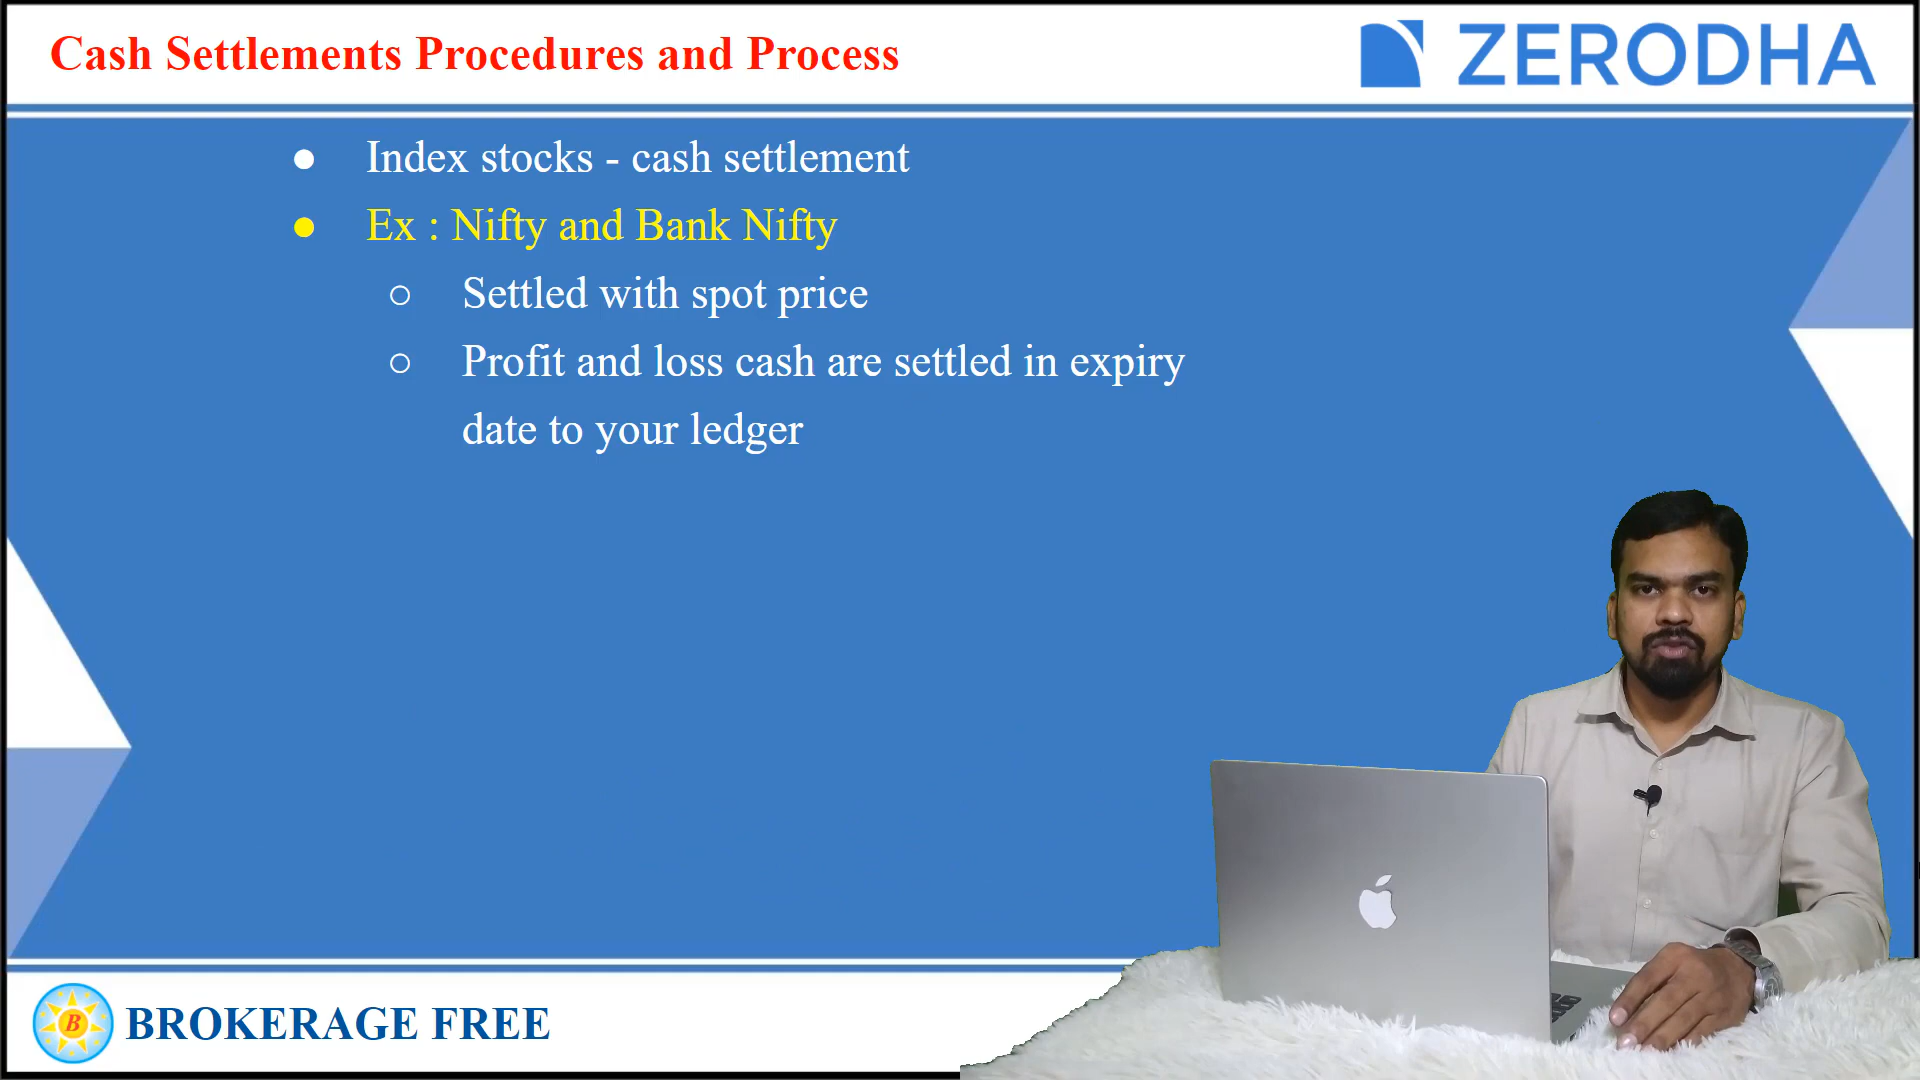 Cash Settlements Procedures and Process
ZERODHA
● Index stocks - cash settlement
● Ex : Nifty and Bank Nifty
○ Settled with spot price
○ Profit and loss cash are settled in expiry
date to your ledger
B
BROKERAGE FREE